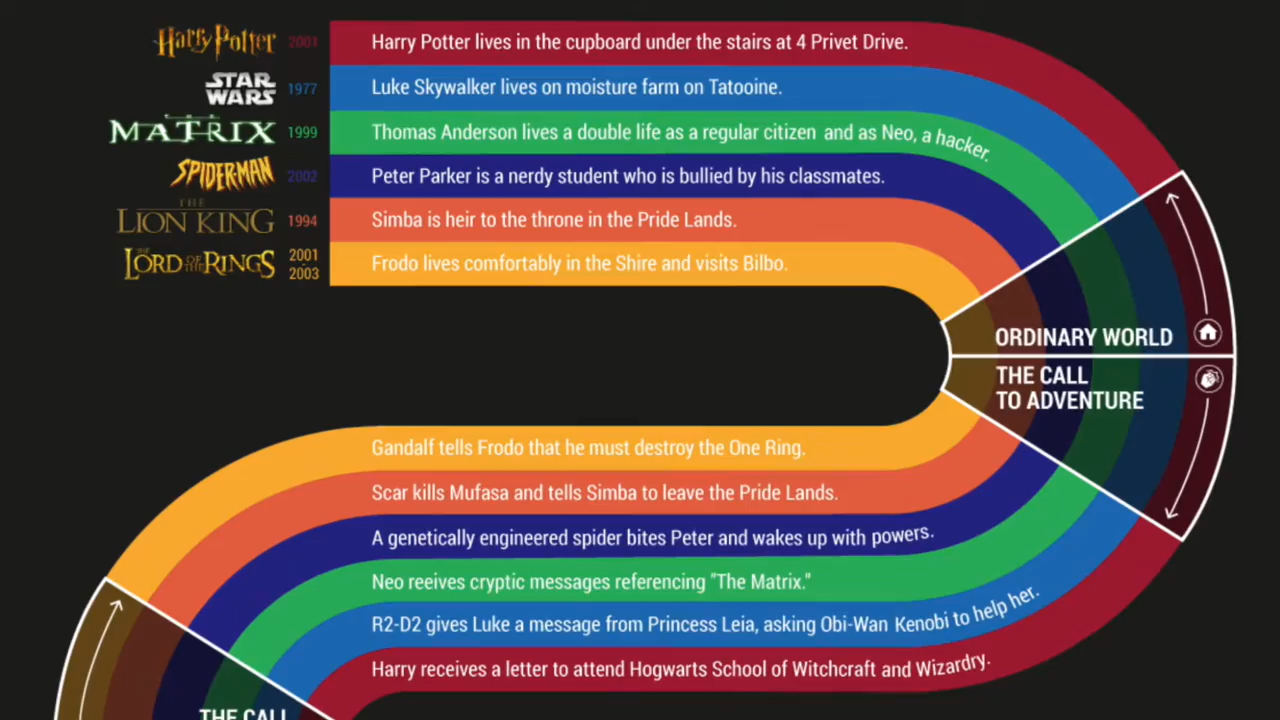 Harry Potter 2001 Harry Potter lives in the cupboard under the stairs at 4 Privet Drive.
STAR WARS 1977 Luke Skywalker lives on moisture farm on Tatooine.
THE MATRIX 1999 Thomas Anderson lives a double life as a regular citizen and as Neo, a hacker.
SPIDER-MAN 2002 Peter Parker is a nerdy student who is bullied by his classmates.
THE LION KING 1994 Simba is heir to the throne in the Pride Lands.
THE LORD OF THE RINGS 2001 - 2003 Frodo lives comfortably in the Shire and visits Bilbo.
ORDINARY WORLD
THE CALL
TO ADVENTURE
Gandalf tells Frodo that he must destroy the One Ring.
Scar kills Mufasa and tells Simba to leave the Pride Lands.
A genetically engineered spider bites Peter and wakes up with powers.
Neo reeives cryptic messages referencing "The Matrix."
R2-D2 gives Luke a message from Princess Leia, asking Obi-Wan Kenobi to help her.
Harry receives a letter to attend Hogwarts School of Witchcraft and Wizardry.
THE CALL